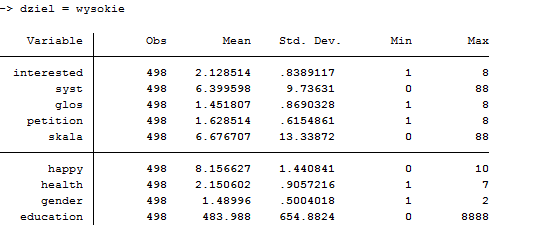 -> dziel = wysokie
Variable Obs Mean Std. Dev. Min Max
interested 498 2.128514 .8389117 1 8
syst 498 6.399598 9.73631 0 88
glos 498 1.451807 .8690328 1 8
petition 498 1.628514 .6154861 1 8
skala 498 6.676707 13.33872 0 88
happy 498 8.156627 1.440841 0 10
health 498 2.150602 .9057216 1 7
gender 498 1.48996 .5004018 1 2
education 498 483.988 654.8824 0 8888